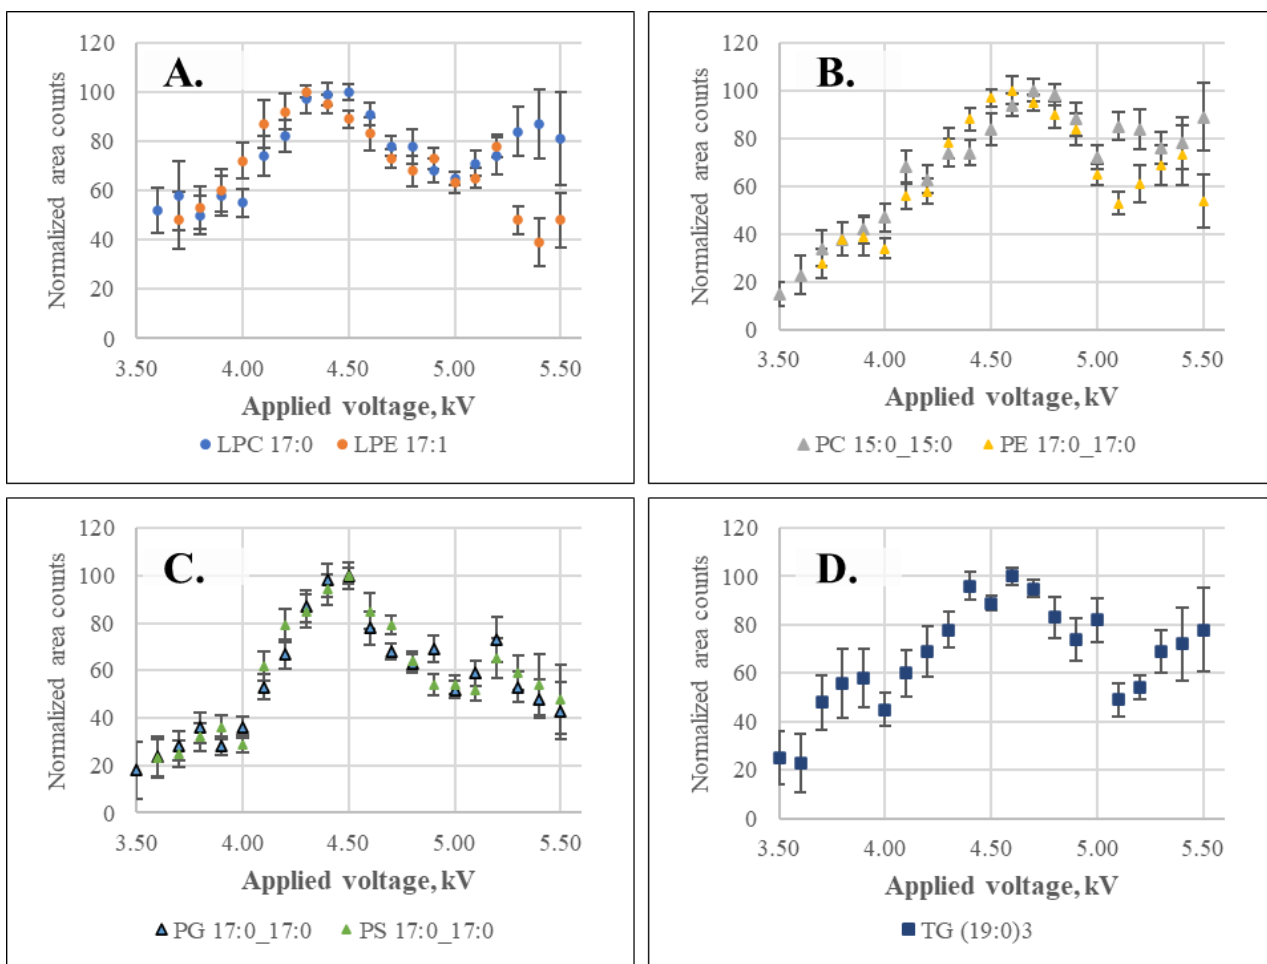 A.
Normalized area counts
120
100
80
60
40
20
0
3.50 4.00 4.50 5.00 5.50
Applied voltage, kV
LPC 17:0 LPE 17:1
B.
Normalized area counts
120
100
80
60
40
20
0
3.50 4.00 4.50 5.00 5.50
Applied voltage, kV
PC 15:0_15:0 PE 17:0_17:0
C.
Normalized area counts
120
100
80
60
40
20
0
3.50 4.00 4.50 5.00 5.50
Applied voltage, kV
PG 17:0_17:0 PS 17:0_17:0
D.
Normalized area counts
120
100
80
60
40
20
0
3.50 4.00 4.50 5.00 5.50
Applied voltage, kV
TG (19:0)3